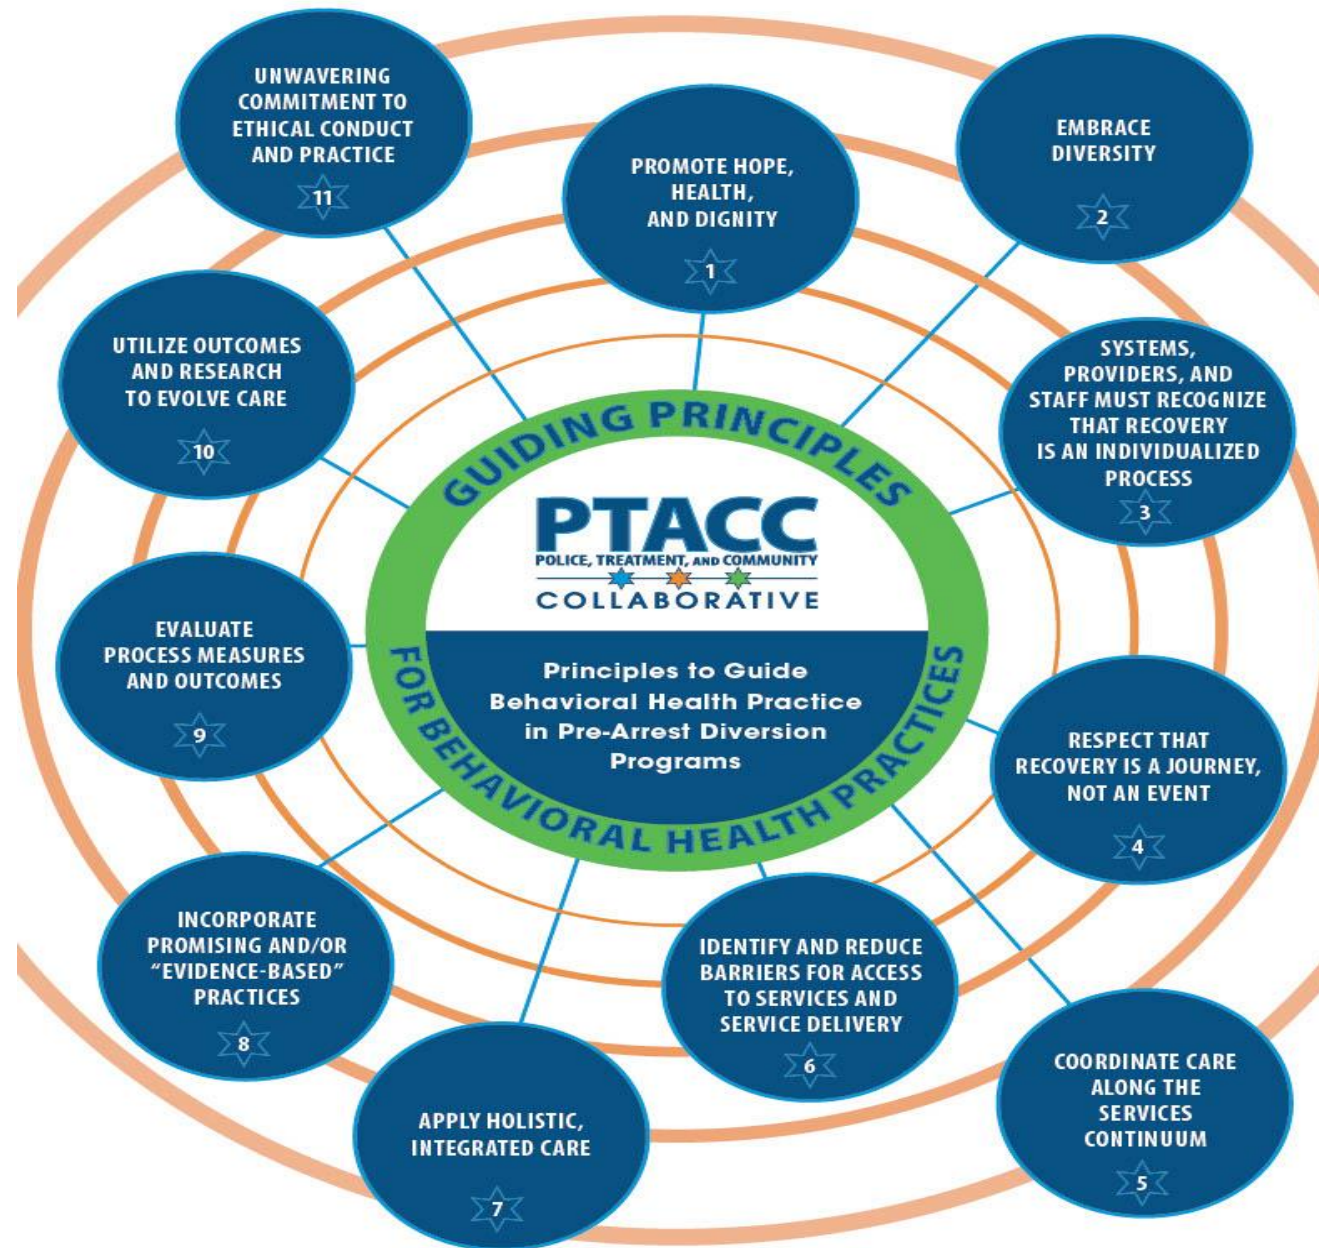 GUIDING PRINCIPLES
PTACC
POLICE, TREATMENT, AND COMMUNITY
COLLABORATIVE
Principles to Guide
Behavioral Health Practice
in Pre-Arrest Diversion
Programs
FOR BEHAVIORAL HEALTH PRACTICES
PROMOTE HOPE,
HEALTH,
AND DIGNITY
1
EMBRACE
DIVERSITY
2
SYSTEMS,
PROVIDERS, AND
STAFF MUST RECOGNIZE
THAT RECOVERY
IS AN INDIVIDUALIZED
PROCESS
3
RESPECT THAT
RECOVERY IS A JOURNEY,
NOT AN EVENT
4
COORDINATE CARE
ALONG THE
SERVICES
CONTINUUM
5
IDENTIFY AND REDUCE
BARRIERS FOR ACCESS
TO SERVICES AND
SERVICE DELIVERY
6
APPLY HOLISTIC,
INTEGRATED CARE
7
INCORPORATE
PROMISING AND/OR
“EVIDENCE-BASED”
PRACTICES
8
EVALUATE
PROCESS MEASURES
AND OUTCOMES
9
UTILIZE OUTCOMES
AND RESEARCH
TO EVOLVE CARE
10
UNWAVERING
COMMITMENT TO
ETHICAL CONDUCT
AND PRACTICE
11